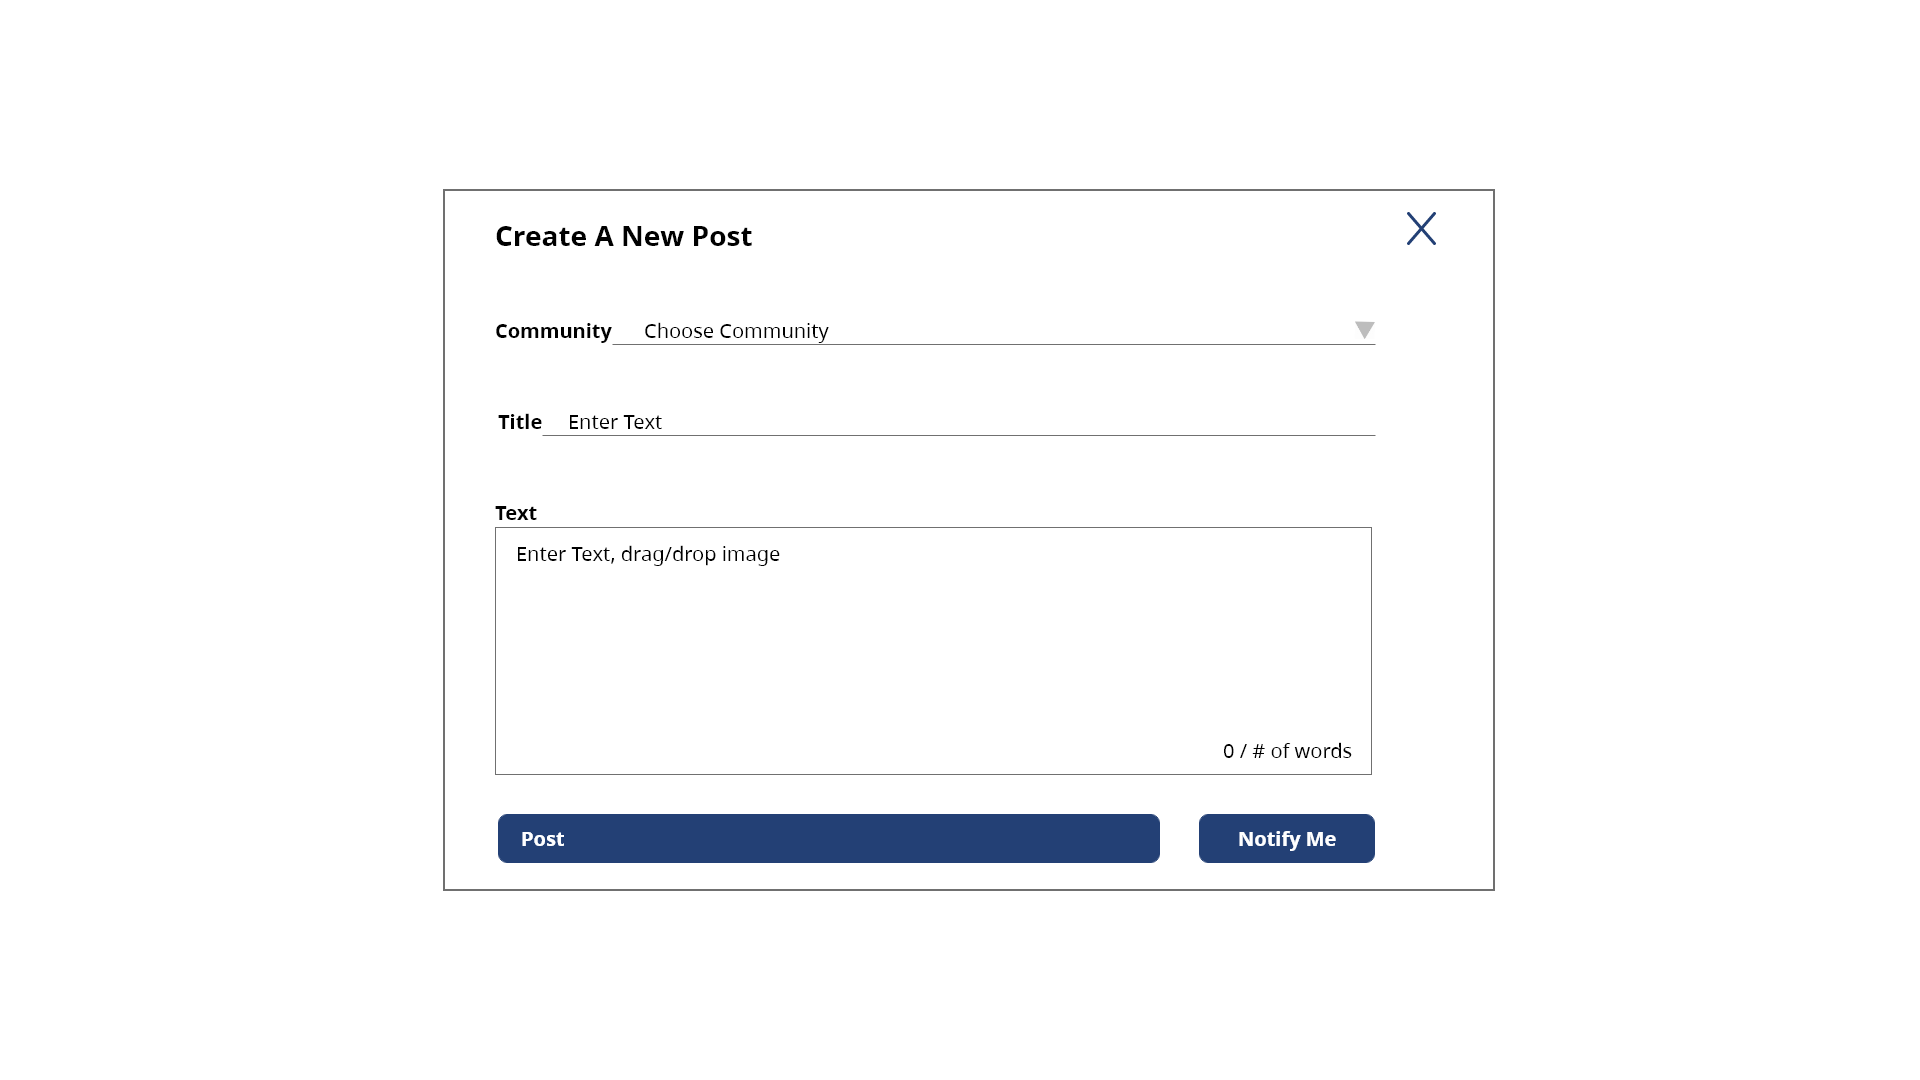 Create A New Post
Community Choose Community
Title Enter Text
Text
Enter Text, drag/drop image
0 / # of words
Post Notify Me